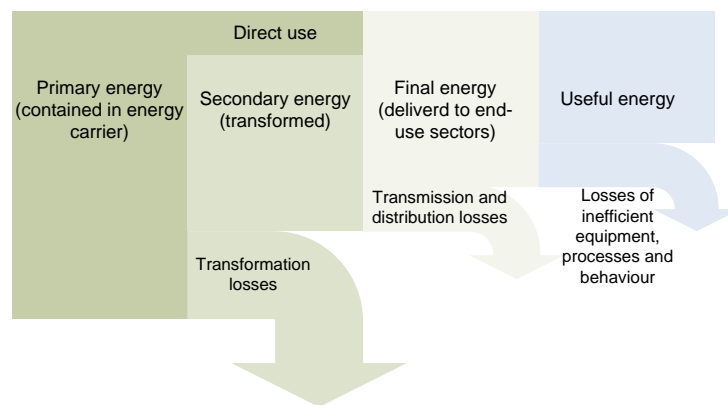 Direct use
Primary energy
(contained in energy
carrier)
Secondary energy
(transformed)
Final energy
(deliverd to end-
use sectors)
Useful energy
Transformation
losses
Transmission and
distribution losses
Losses of
inefficient
equipment,
processes and
behaviour